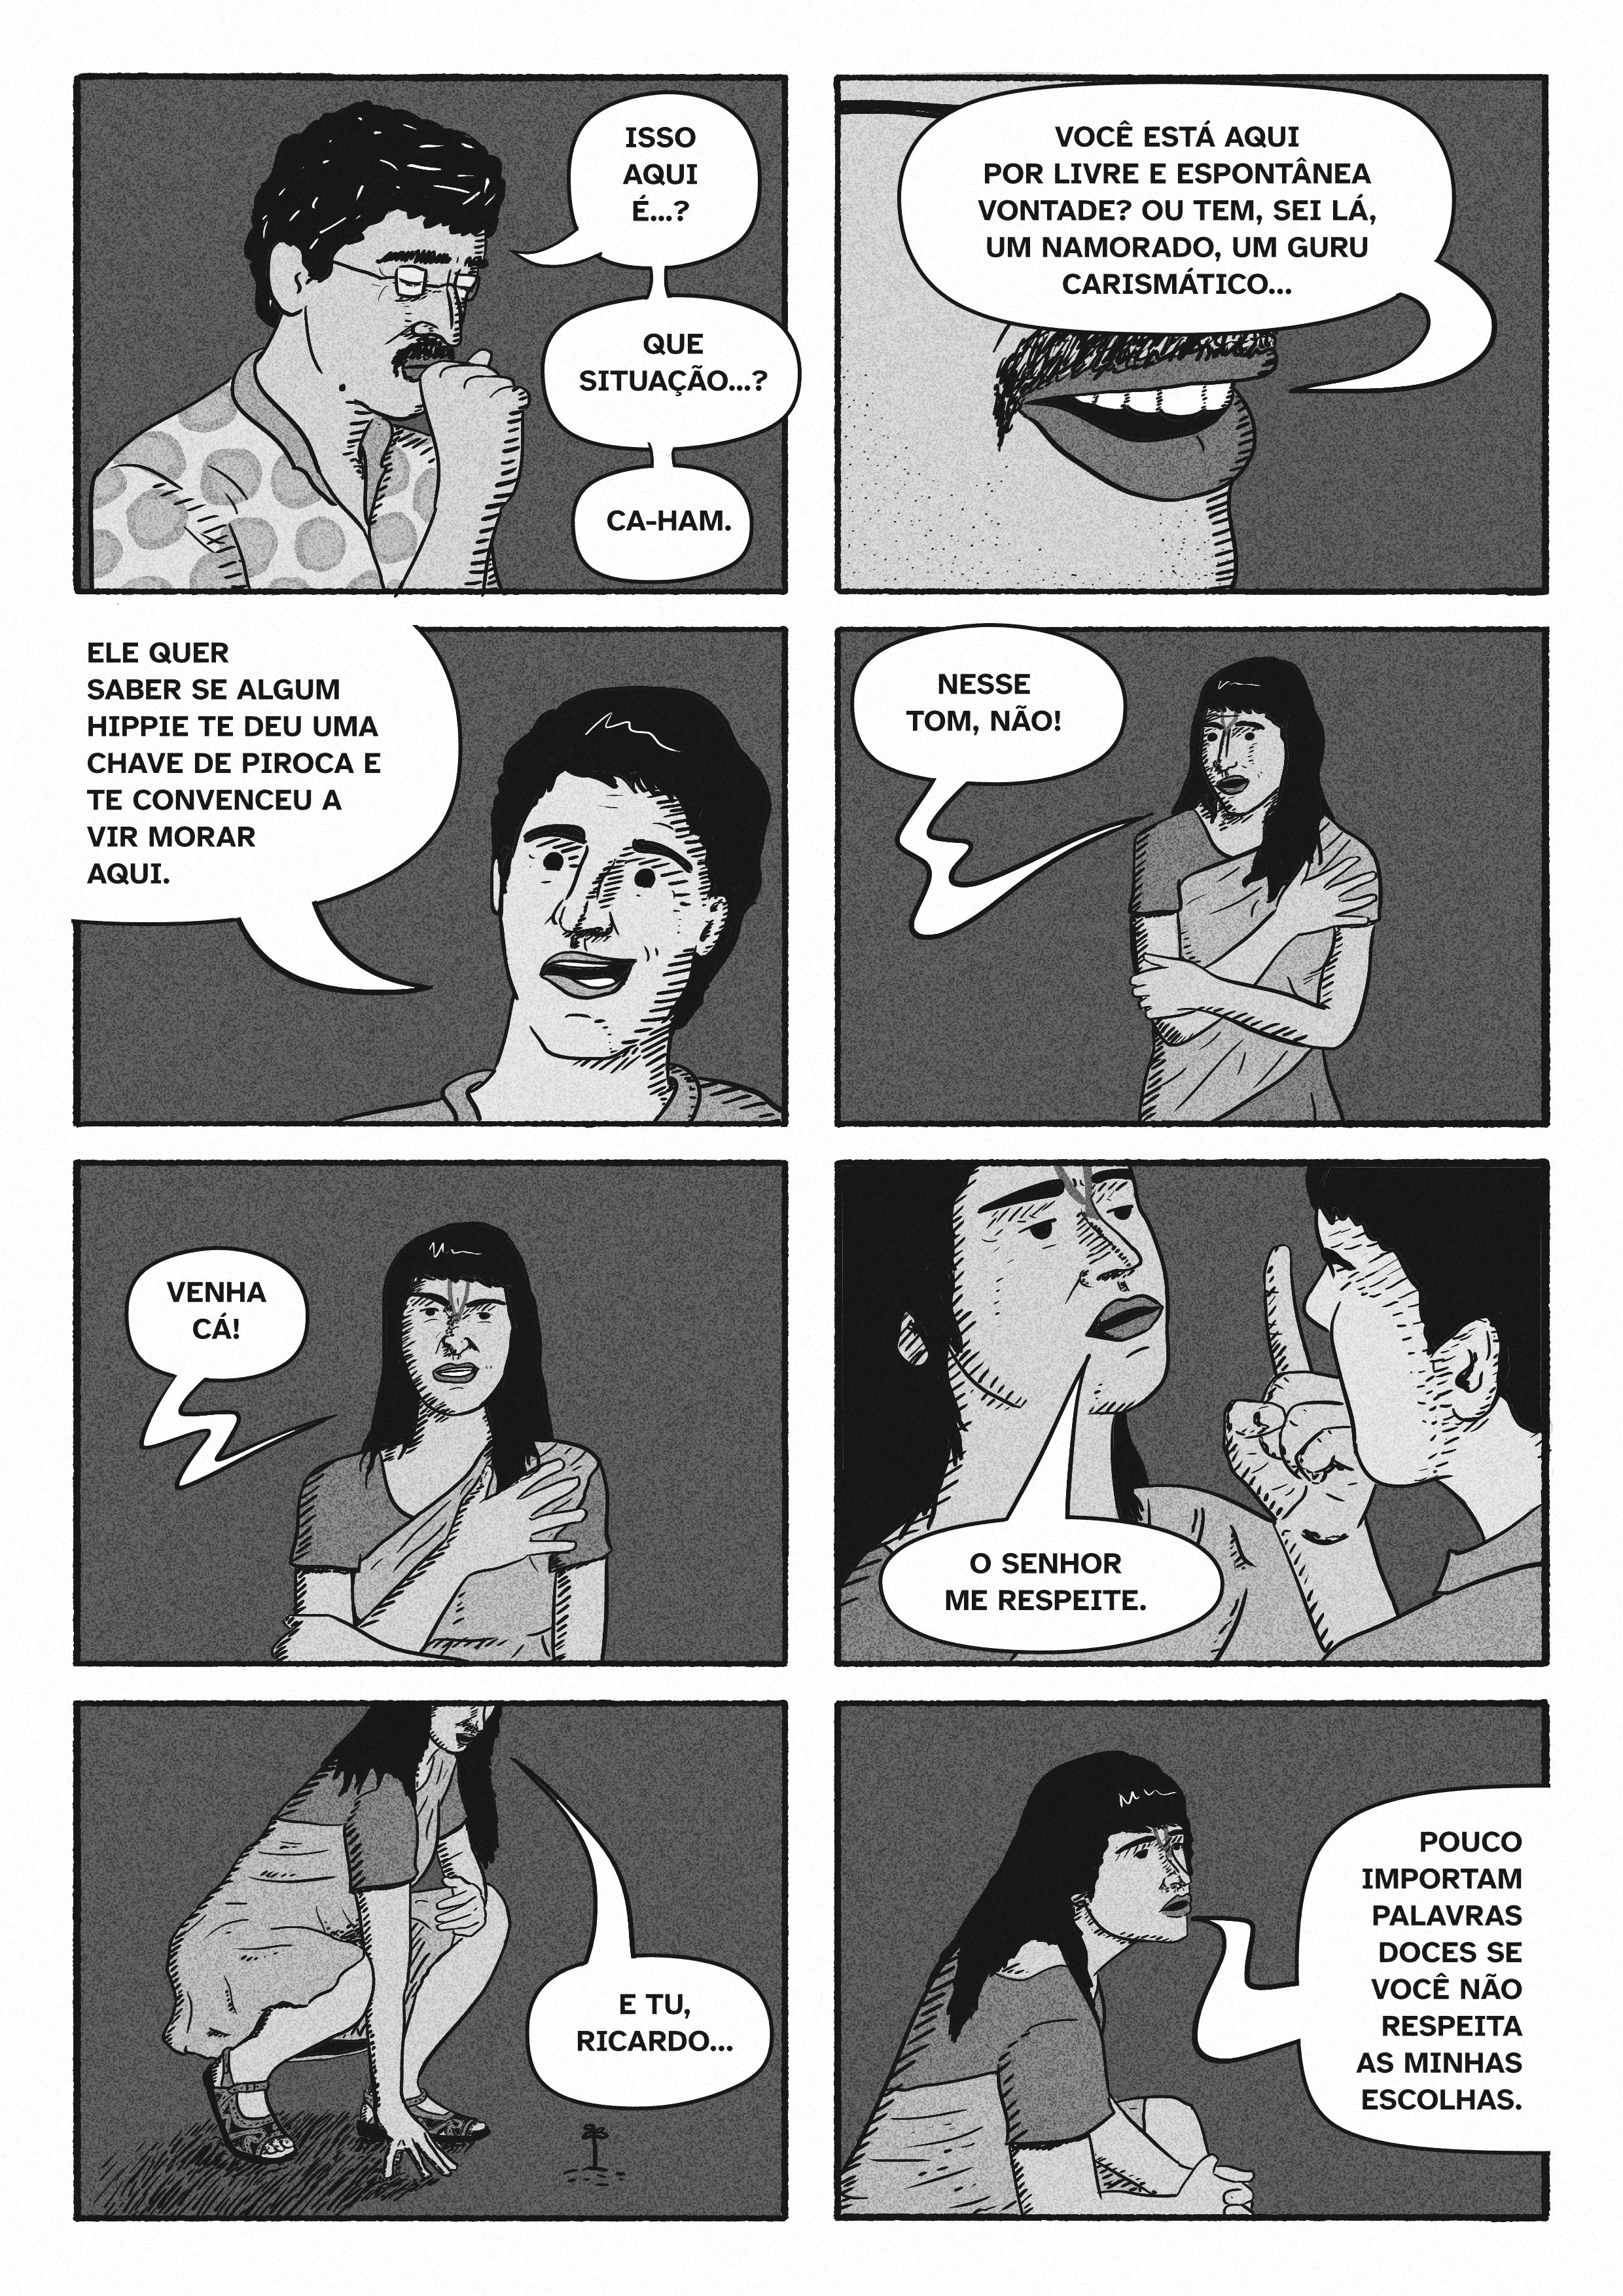 ISSO
AQUI
É...?
QUE
SITUAÇÃO...?
CA-HAM.
VOCÊ ESTÁ AQUI
POR LIVRE E ESPONTÂNEA
VONTADE? OU TEM, SEI LÁ,
UM NAMORADO, UM GURU
CARISMÁTICO...
ELE QUER
SABER SE ALGUM
HIPPIE TE DEU UMA
CHAVE DE PIROCA E
TE CONVENCEU A
VIR MORAR
AQUI.
NESSE
TOM, NÃO!
VENHA
CÁ!
O SENHOR
ME RESPEITE.
E TU,
RICARDO...
POUCO
IMPORTAM
PALAVRAS
DOCES SE
VOCÊ NÃO
RESPEITA
AS MINHAS
ESCOLHAS.